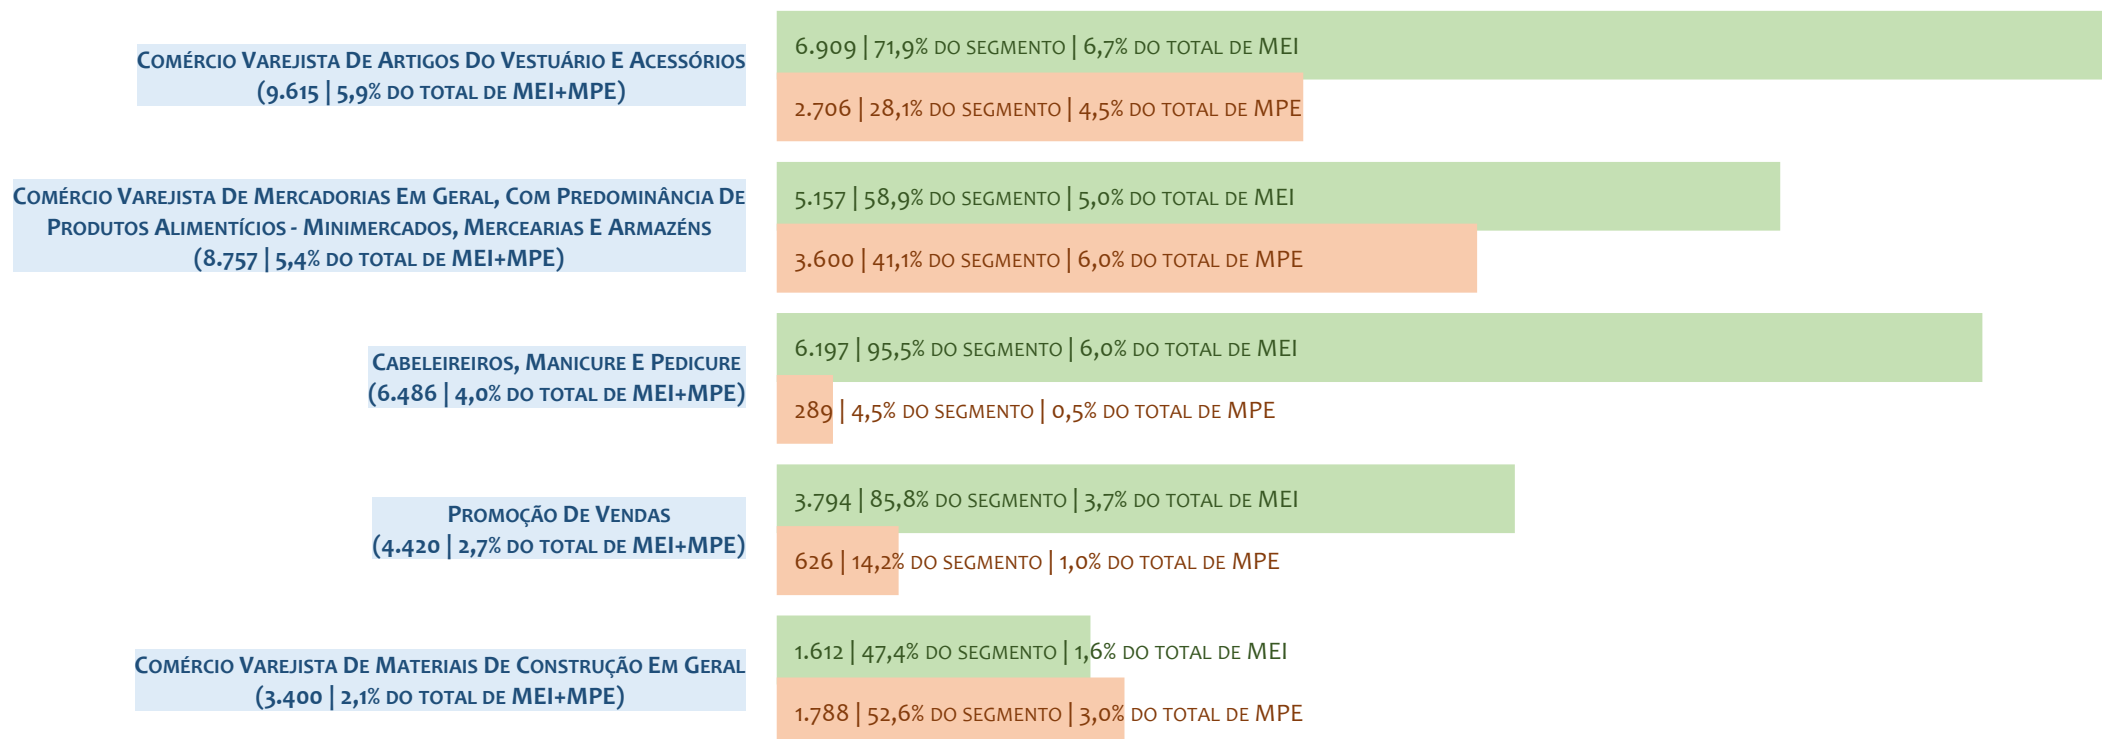 Comércio Varejista De Artigos Do Vestuário E Acessórios
(9.615 | 5,9% do total de MEI+MPE)
6.909 | 71,9% do segmento | 6,7% do total de MEI
2.706 | 28,1% do segmento | 4,5% do total de MPE
Comércio Varejista De Mercadorias Em Geral, Com Predominância De
Produtos Alimentícios - Minimercados, Mercearias E Armazéns
(8.757 | 5,4% do total de MEI+MPE)
5.157 | 58,9% do segmento | 5,0% do total de MEI
3.600 | 41,1% do segmento | 6,0% do total de MPE
Cabeleireiros, Manicure E Pedicure
(6.486 | 4,0% do total de MEI+MPE)
6.197 | 95,5% do segmento | 6,0% do total de MEI
289 | 4,5% do segmento | 0,5% do total de MPE
Promoção De Vendas
(4.420 | 2,7% do total de MEI+MPE)
3.794 | 85,8% do segmento | 3,7% do total de MEI
626 | 14,2% do segmento | 1,0% do total de MPE
Comércio Varejista De Materiais De Construção Em Geral
(3.400 | 2,1% do total de MEI+MPE)
1.612 | 47,4% do segmento | 1,6% do total de MEI
1.788 | 52,6% do segmento | 3,0% do total de MPE